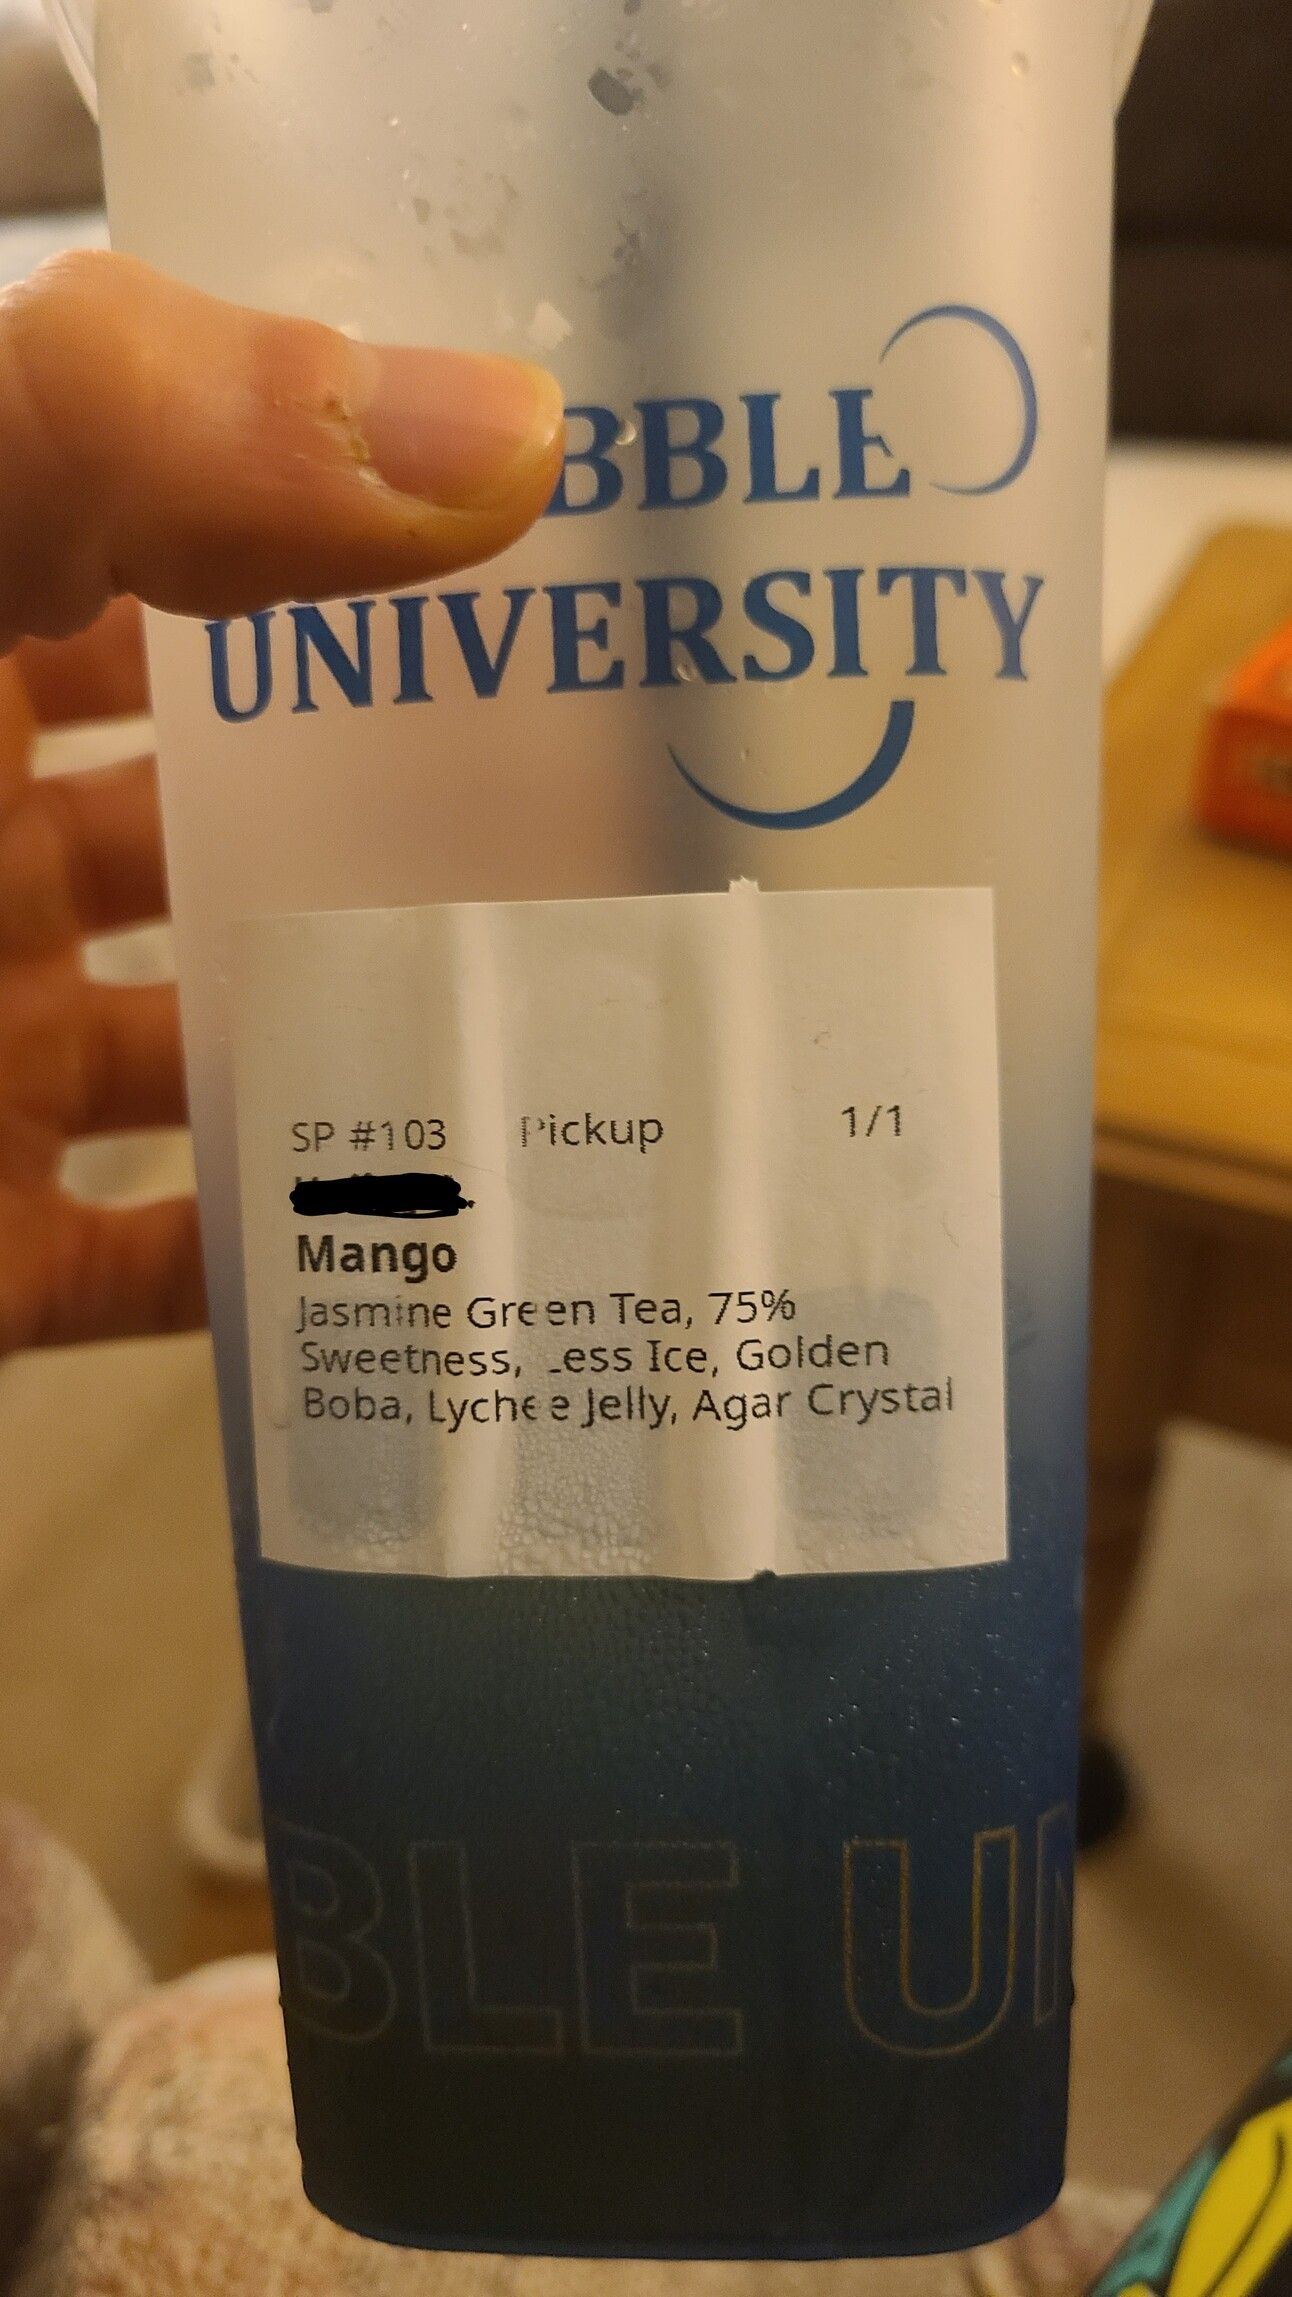 BBLE
UNIVERSITY
SP #103 Pickup 1/1
Mango
Jasmine Green Tea, 75%
Sweetness, Less Ice, Golden
Boba, Lychee Jelly, Agar Crystal
BLE UN